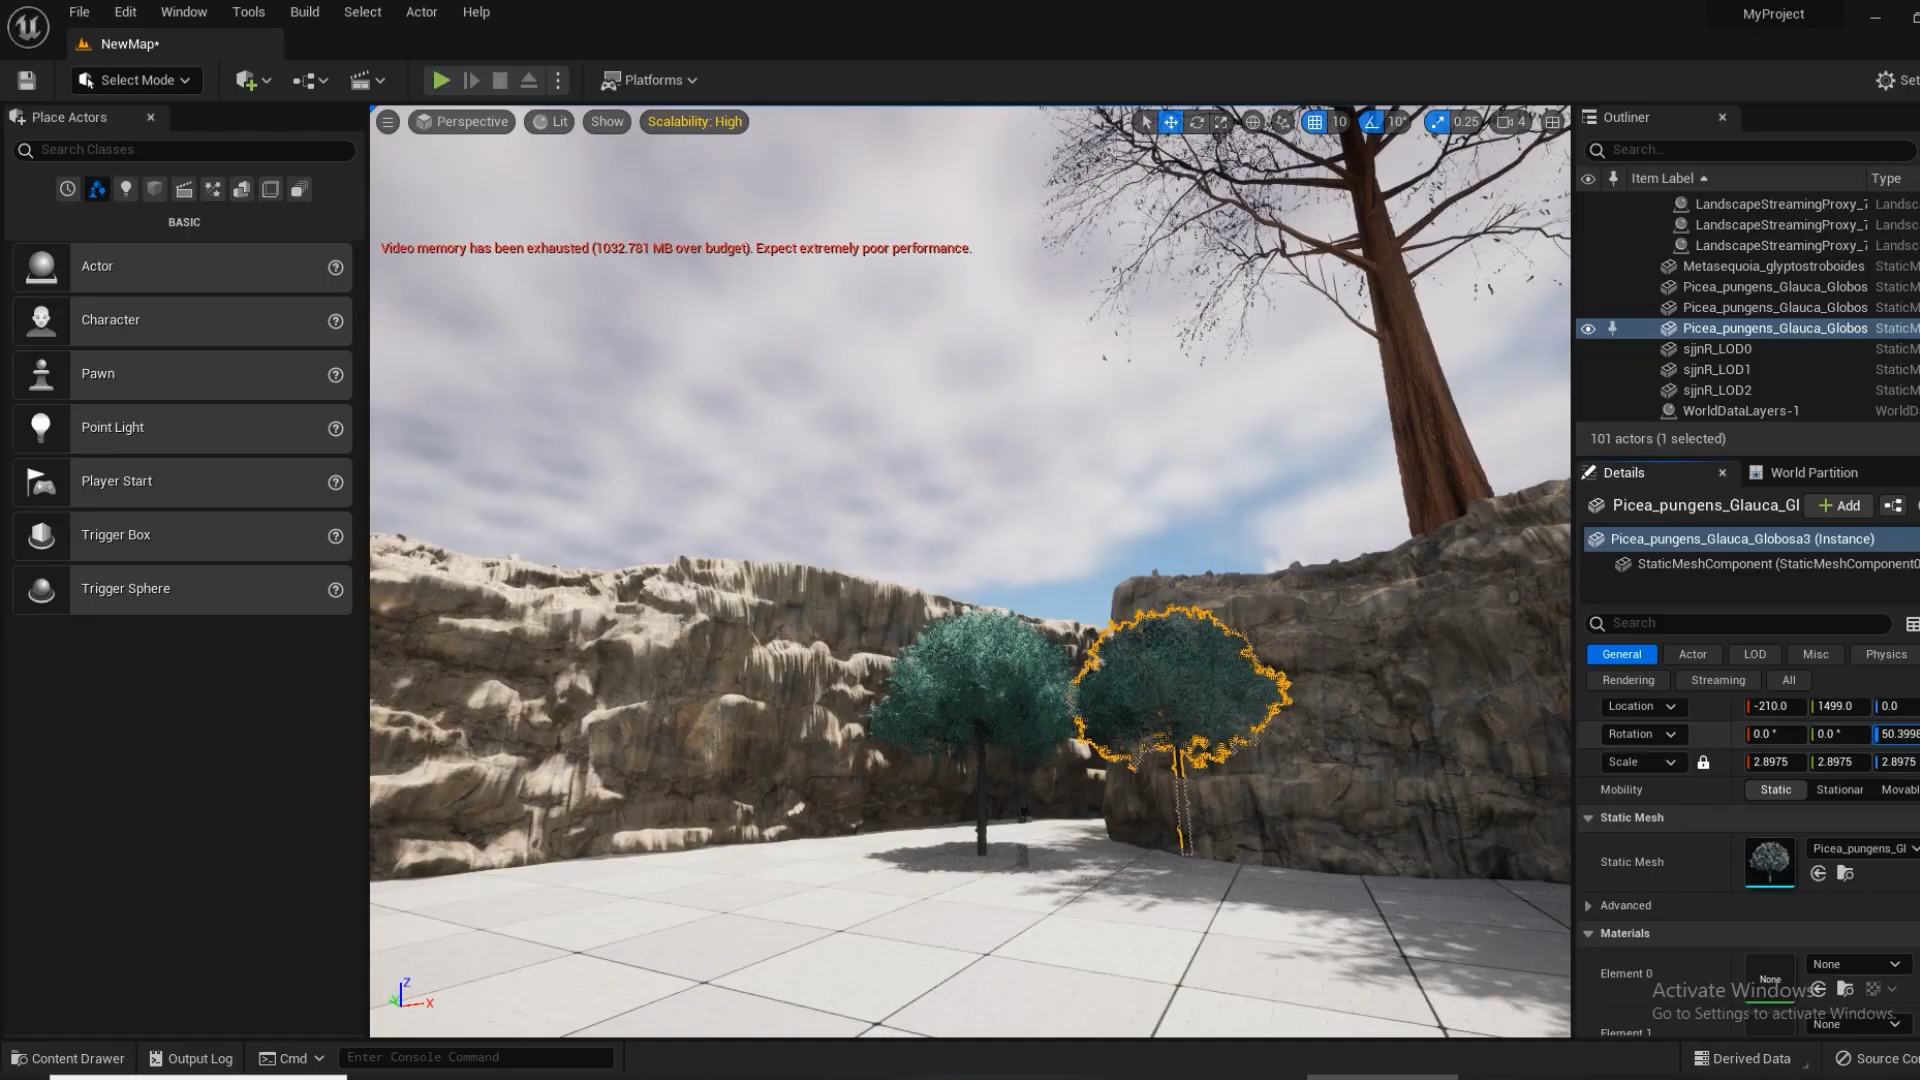 File Edit Window Tools Build Select Actor Help
MyProject
NewMap*
Select Mode
Platforms
Set
Place Actors
Search Classes
BASIC
Actor
Character
Pawn
Point Light
Player Start
Trigger Box
Trigger Sphere
Perspective Lit Show Scalability: High
10 10° 0.25 4
Video memory has been exhausted (1032.781 MB over budget). Expect extremely poor performance.
Z
X
Outliner
Search...
Item Label Type
LandscapeStreamingProxy_7 Landsc
LandscapeStreamingProxy_7 Landsc
LandscapeStreamingProxy_7 Landsc
Metasequoia_glyptostroboides StaticM
Picea_pungens_Glauca_Globos StaticM
Picea_pungens_Glauca_Globos StaticM
Picea_pungens_Glauca_Globos StaticM
sjjnR_LOD0 StaticM
sjjnR_LOD1 StaticM
sjjnR_LOD2 StaticM
WorldDataLayers-1 WorldD
101 actors (1 selected)
Details World Partition
Picea_pungens_Glauca_Gl Add
Picea_pungens_Glauca_Globosa3 (Instance)
StaticMeshComponent (StaticMeshComponent0
Search
General Actor LOD Misc Physics
Rendering Streaming All
Location -210.0 1499.0 0.0
Rotation 0.0 ° 0.0 ° 50.3998
Scale 2.8975 2.8975 2.8975
Mobility Static Stationar Movabl
Static Mesh
Static Mesh Picea_pungens_Gl
Advanced
Materials
Element 0 None None
Element 1 None
Activate Windows
Go to Settings to activate Windows.
Content Drawer Output Log Cmd Enter Console Command
Derived Data Source Con